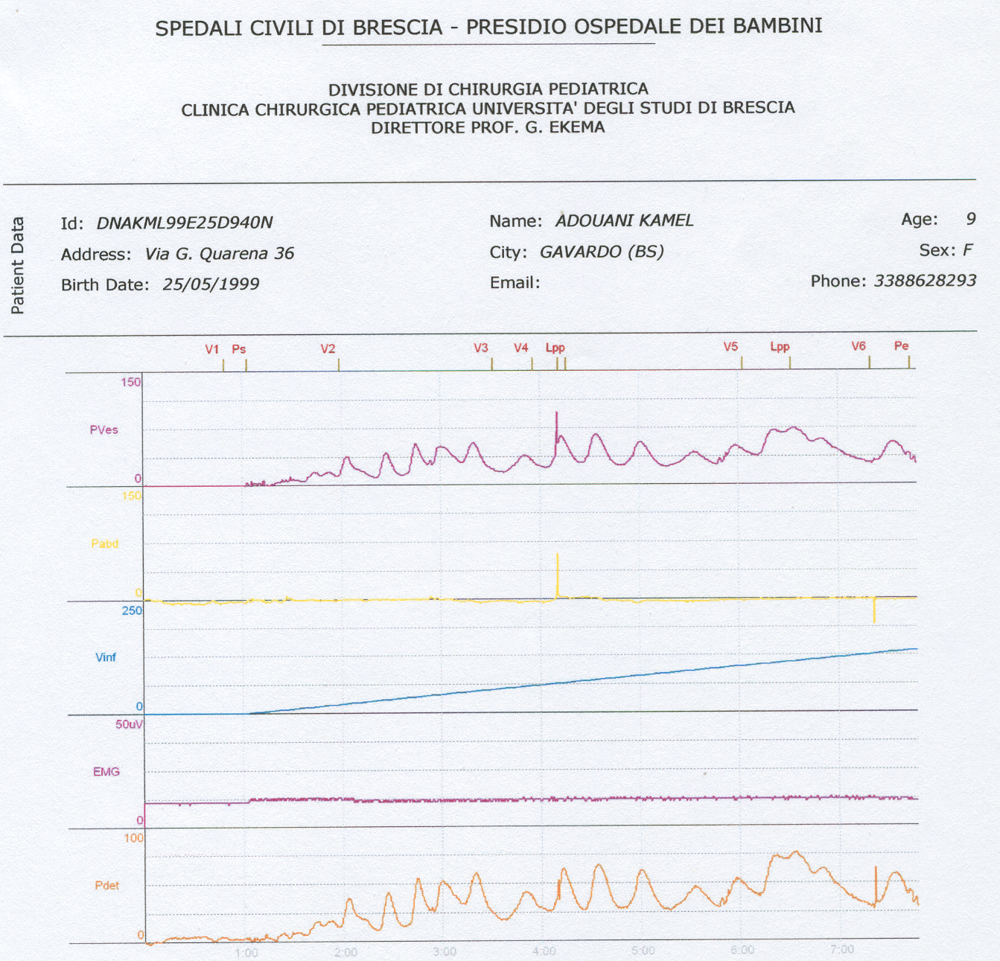 SPEDALI CIVILI DI BRESCIA - PRESIDIO OSPEDALE DEI BAMBINI
DIVISIONE DI CHIRURGIA PEDIATRICA
CLINICA CHIRURGICA PEDIATRICA UNIVERSITA' DEGLI STUDI DI BRESCIA
DIRETTORE PROF. G. EKEMA
Patient Data
Id: DNAKML99E25D940N Name: ADOUANI KAMEL Age: 9
Address: Via G. Quarena 36 City: GAVARDO (BS) Sex: F
Birth Date: 25/05/1999 Email: Phone: 3388628293
V1 Ps V2 V3 V4 Lpp V5 Lpp V6 Pe
150
PVes
0
150
Pabd
0
250
Vinf
0
50uV
EMG
0
100
Pdet
0
1:00 2:00 3:00 4:00 5:00 6:00 7:00